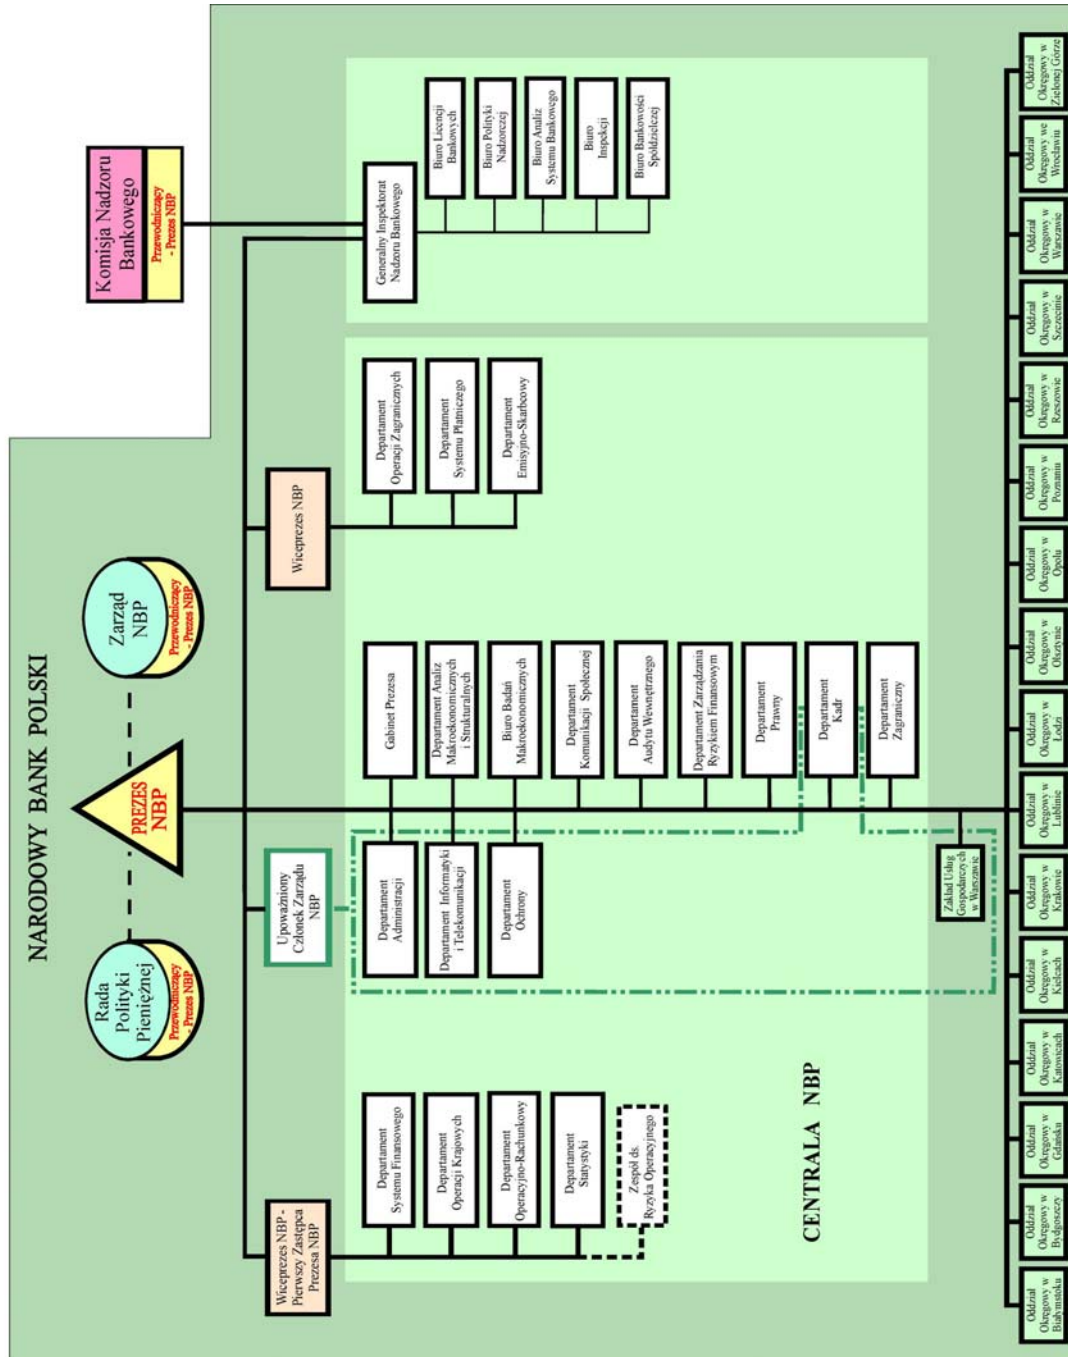 NARODOWY BANK POLSKI
Rada
Polityki
Pieniężnej
Przewodniczący
- Prezes NBP
PREZES
NBP
Zarząd
NBP
Przewodniczący
- Prezes NBP
Komisja Nadzoru
Bankowego
Przewodniczący
- Prezes NBP
Wiceprezes NBP -
Pierwszy Zastępca
Prezesa NBP
Departament
Systemu Finansowego
Departament
Operacji Krajowych
Departament
Operacyjno-Rachunkowy
Departament
Statystyki
Zespół ds.
Ryzyka Operacyjnego
Upoważniony
Członek Zarządu
NBP
Departament
Administracji
Departament Informatyki
i Telekomunikacji
Departament
Ochrony
Gabinet Prezesa
Departament Analiz
Makroekonomicznych
i Strukturalnych
Biuro Badań
Makroekonomicznych
Departament
Komunikacji Społecznej
Departament
Audytu Wewnętrznego
Departament Zarządzania
Ryzykiem Finansowym
Departament
Prawny
Departament
Kadr
Departament
Zagraniczny
Zakład Usług
Gospodarczych
w Warszawie
Wiceprezes NBP
Departament
Operacji Zagranicznych
Departament
Systemu Płatniczego
Departament
Emisyjno-Skarbcowy
Generalny Inspektorat
Nadzoru Bankowego
Biuro Licencji
Bankowych
Biuro Polityki
Nadzorczej
Biuro Analiz
Systemu Bankowego
Biuro
Inspekcji
Biuro Bankowości
Spółdzielczej
CENTRALA NBP
Oddział
Okręgowy w
Białymstoku
Oddział
Okręgowy w
Bydgoszczy
Oddział
Okręgowy w
Gdańsku
Oddział
Okręgowy w
Katowicach
Oddział
Okręgowy w
Kielcach
Oddział
Okręgowy w
Krakowie
Oddział
Okręgowy w
Lublinie
Oddział
Okręgowy w
Łodzi
Oddział
Okręgowy w
Olsztynie
Oddział
Okręgowy w
Opolu
Oddział
Okręgowy w
Poznaniu
Oddział
Okręgowy w
Rzeszowie
Oddział
Okręgowy w
Szczecinie
Oddział
Okręgowy w
Warszawie
Oddział
Okręgowy we
Wrocławiu
Oddział
Okręgowy w
Zielonej Górze